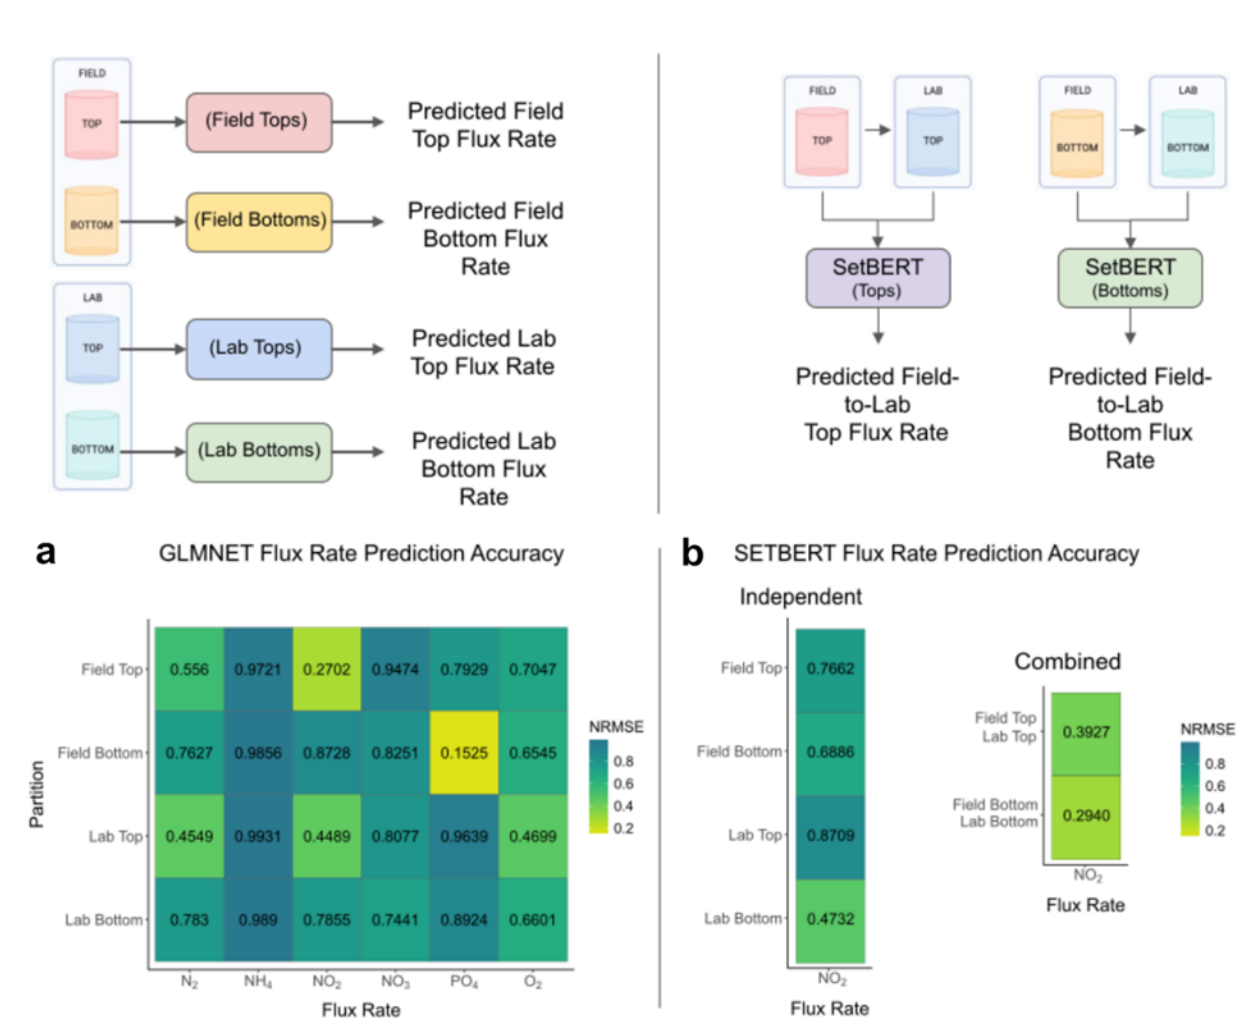 FIELD
TOP
(Field Tops)
Predicted Field
Top Flux Rate
BOTTOM
(Field Bottoms)
Predicted Field
Bottom Flux
Rate
LAB
TOP
(Lab Tops)
Predicted Lab
Top Flux Rate
BOTTOM
(Lab Bottoms)
Predicted Lab
Bottom Flux
Rate
FIELD
TOP
LAB
TOP
SetBERT
(Tops)
Predicted Field-
to-Lab
Top Flux Rate
FIELD
BOTTOM
LAB
BOTTOM
SetBERT
(Bottoms)
Predicted Field-
to-Lab
Bottom Flux
Rate
a
GLMNET Flux Rate Prediction Accuracy
Partition
Field Top 0.556 0.9721 0.2702 0.9474 0.7929 0.7047
Field Bottom 0.7627 0.9856 0.8728 0.8251 0.1525 0.6545
Lab Top 0.4549 0.9931 0.4489 0.8077 0.9639 0.4699
Lab Bottom 0.783 0.989 0.7855 0.7441 0.8924 0.6601
N₂ NH₄ NO₂ NO₃ PO₄ O₂
Flux Rate
NRMSE
0.8
0.6
0.4
0.2
b
SETBERT Flux Rate Prediction Accuracy
Independent
Field Top 0.7662
Field Bottom 0.6886
Lab Top 0.8709
Lab Bottom 0.4732
NO₂
Flux Rate
Combined
Field Top
Lab Top
0.3927
Field Bottom
Lab Bottom
0.2940
NO₂
Flux Rate
NRMSE
0.8
0.6
0.4
0.2